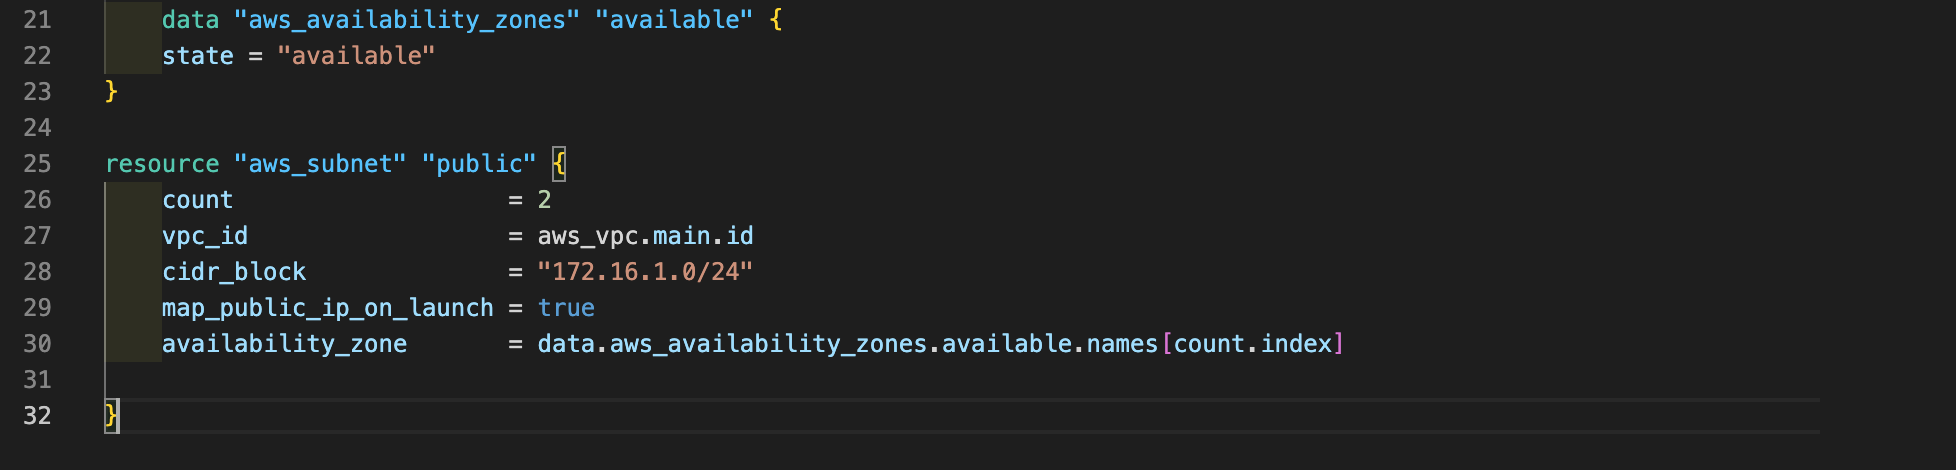 21 data "aws_availability_zones" "available" {
22 state = "available"
23 }
24
25 resource "aws_subnet" "public" {
26 count = 2
27 vpc_id = aws_vpc.main.id
28 cidr_block = "172.16.1.0/24"
29 map_public_ip_on_launch = true
30 availability_zone = data.aws_availability_zones.available.names[count.index]
31
32 }